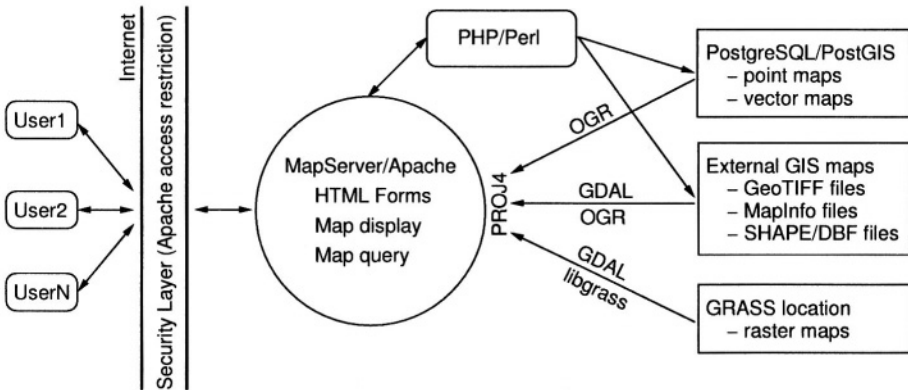 Internet
Security Layer (Apache access restriction)
User1
User2
UserN
PHP/Perl
MapServer/Apache
HTML Forms
Map display
Map query
PROJ4
OGR
GDAL
OGR
GDAL
libgrass
PostgreSQL/PostGIS
– point maps
– vector maps
External GIS maps
– GeoTIFF files
– MapInfo files
– SHAPE/DBF files
GRASS location
– raster maps